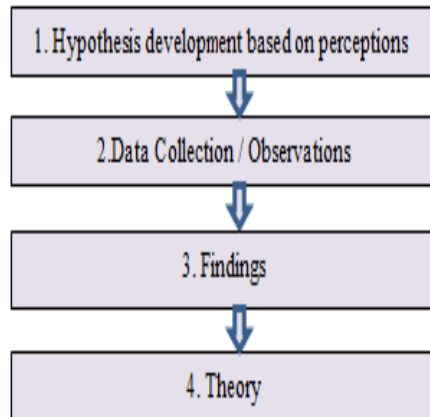 1. Hypothesis development based on perceptions
2.Data Collection / Observations
3. Findings
4. Theory